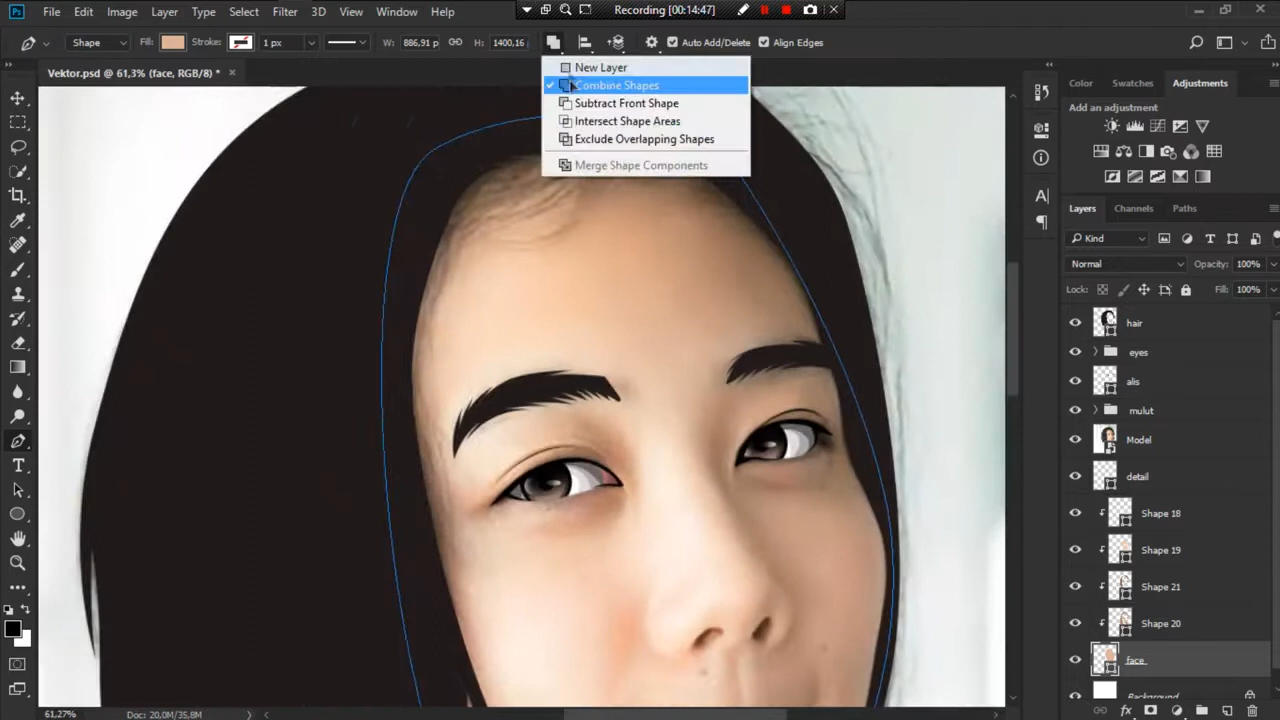 Ps File Edit Image Layer Type Select Filter 3D View Window Help
Recording [00:14:47]
Shape Fill: Stroke: 1 px W: 886,91 p H: 1400,16 Auto Add/Delete Align Edges
Vektor.psd @ 61,3% (face, RGB/8) * ×
New Layer
Combine Shapes
Subtract Front Shape
Intersect Shape Areas
Exclude Overlapping Shapes
Merge Shape Components
Color Swatches Adjustments
Add an adjustment
Layers Channels Paths
Kind
Normal Opacity: 100%
Lock: Fill: 100%
hair
eyes
alis
mulut
Model
detail
Shape 18
Shape 19
Shape 21
Shape 20
face
Background
61,27% Doc: 20,0M/35,8M